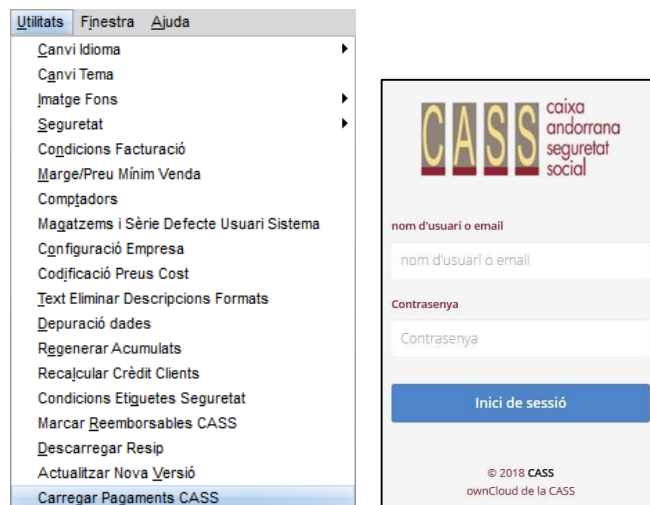 Utilitats Finestra Ajuda
Canvi Idioma
Canvi Tema
Imatge Fons
Seguretat
Condicions Facturació
Marge/Preu Mínim Venda
Comptadors
Magatzems i Sèrie Defecte Usuari Sistema
Configuració Empresa
Codificació Preus Cost
Text Eliminar Descripcions Formats
Depuració dades
Regenerar Acumulats
Recalcular Crèdit Clients
Condicions Etiquetes Seguretat
Marcar Reemborsables CASS
Descarregar Resip
Actualitzar Nova Versió
Carregar Pagaments CASS
CASS
caixa
andorrana
seguretat
social
nom d'usuari o email
nom d'usuari o email
Contrasenya
Contrasenya
Inici de sessió
© 2018 CASS
ownCloud de la CASS